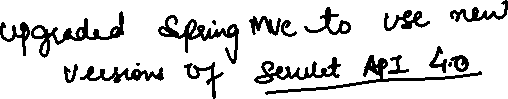 upgraded Spring MVC to use new
versions of Servlet API 4.0